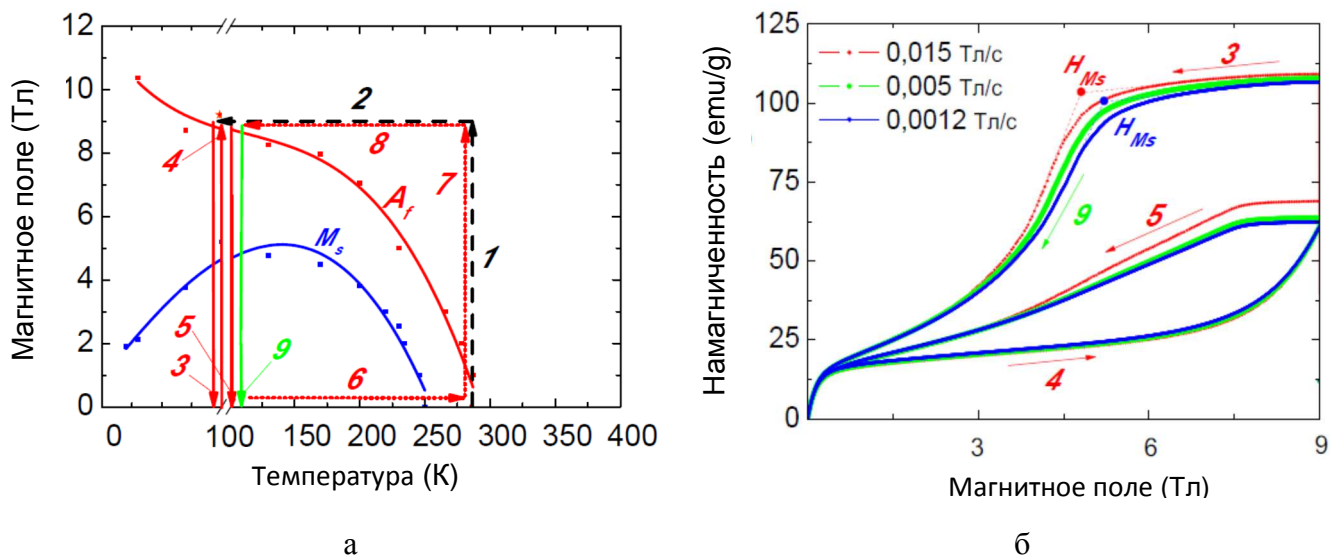 Магнитное поле (Тл)
12
10
8
6
4
2
0
2
4
8
7
A_f
1
M_s
5
3
9
6
0 50 100 150 200 250 300 350 400
Температура (К)
а
Намагниченность (emu/g)
125
100
75
50
25
0
0,015 Тл/с
0,005 Тл/с
0,0012 Тл/с
H_Ms
3
H_Ms
9
5
4
3 6 9
Магнитное поле (Тл)
б